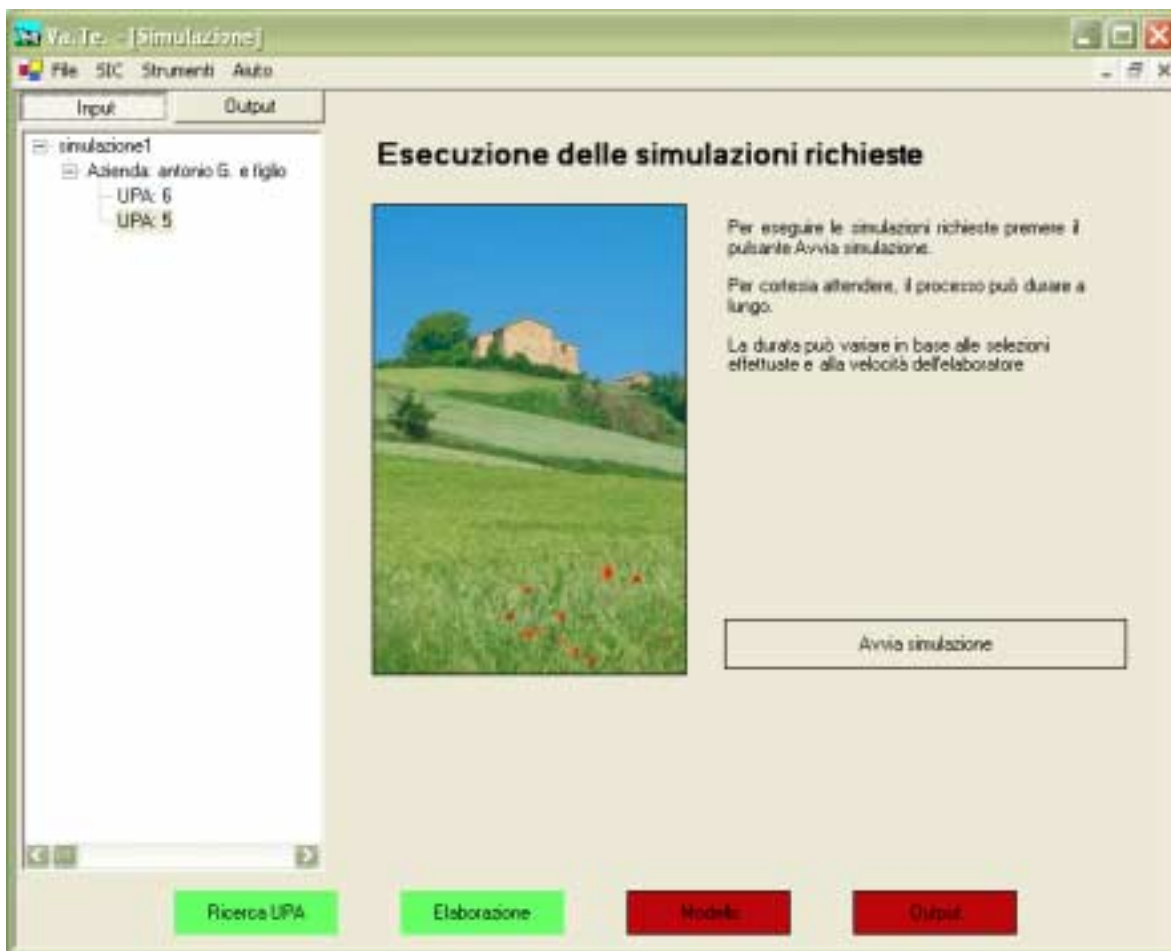 Va.Te. - [Simulazione]
File SIC Strumenti Aiuto
Input Output
simulazione1
Azienda: antonio G. e figlio
UPA: 6
UPA: 5
Esecuzione delle simulazioni richieste
Per eseguire le simulazioni richieste premere il
pulsante Avvia simulazione.
Per cortesia attendere, il processo può durare a
lungo.
La durata può variare in base alle selezioni
effettuate e alla velocità dell'elaboratore
Avvia simulazione
Ricerca UPA Elaborazione Modello Output